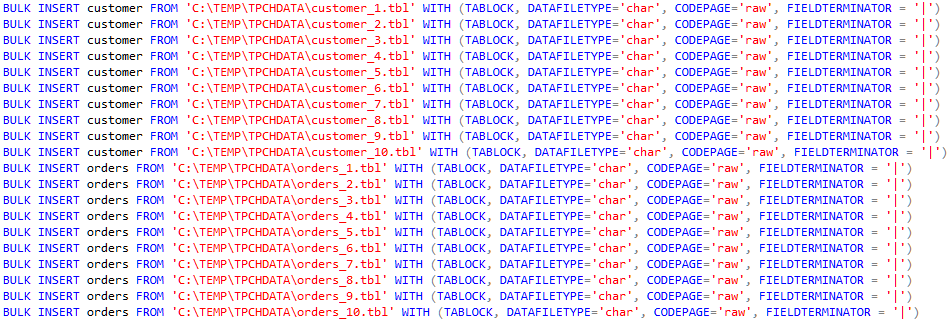 BULK INSERT customer FROM 'C:\TEMP\TPCHDATA\customer_1.tbl' WITH (TABLOCK, DATAFILETYPE='char', CODEPAGE='raw', FIELDTERMINATOR = '|')
BULK INSERT customer FROM 'C:\TEMP\TPCHDATA\customer_2.tbl' WITH (TABLOCK, DATAFILETYPE='char', CODEPAGE='raw', FIELDTERMINATOR = '|')
BULK INSERT customer FROM 'C:\TEMP\TPCHDATA\customer_3.tbl' WITH (TABLOCK, DATAFILETYPE='char', CODEPAGE='raw', FIELDTERMINATOR = '|')
BULK INSERT customer FROM 'C:\TEMP\TPCHDATA\customer_4.tbl' WITH (TABLOCK, DATAFILETYPE='char', CODEPAGE='raw', FIELDTERMINATOR = '|')
BULK INSERT customer FROM 'C:\TEMP\TPCHDATA\customer_5.tbl' WITH (TABLOCK, DATAFILETYPE='char', CODEPAGE='raw', FIELDTERMINATOR = '|')
BULK INSERT customer FROM 'C:\TEMP\TPCHDATA\customer_6.tbl' WITH (TABLOCK, DATAFILETYPE='char', CODEPAGE='raw', FIELDTERMINATOR = '|')
BULK INSERT customer FROM 'C:\TEMP\TPCHDATA\customer_7.tbl' WITH (TABLOCK, DATAFILETYPE='char', CODEPAGE='raw', FIELDTERMINATOR = '|')
BULK INSERT customer FROM 'C:\TEMP\TPCHDATA\customer_8.tbl' WITH (TABLOCK, DATAFILETYPE='char', CODEPAGE='raw', FIELDTERMINATOR = '|')
BULK INSERT customer FROM 'C:\TEMP\TPCHDATA\customer_9.tbl' WITH (TABLOCK, DATAFILETYPE='char', CODEPAGE='raw', FIELDTERMINATOR = '|')
BULK INSERT customer FROM 'C:\TEMP\TPCHDATA\customer_10.tbl' WITH (TABLOCK, DATAFILETYPE='char', CODEPAGE='raw', FIELDTERMINATOR = '|')
BULK INSERT orders FROM 'C:\TEMP\TPCHDATA\orders_1.tbl' WITH (TABLOCK, DATAFILETYPE='char', CODEPAGE='raw', FIELDTERMINATOR = '|')
BULK INSERT orders FROM 'C:\TEMP\TPCHDATA\orders_2.tbl' WITH (TABLOCK, DATAFILETYPE='char', CODEPAGE='raw', FIELDTERMINATOR = '|')
BULK INSERT orders FROM 'C:\TEMP\TPCHDATA\orders_3.tbl' WITH (TABLOCK, DATAFILETYPE='char', CODEPAGE='raw', FIELDTERMINATOR = '|')
BULK INSERT orders FROM 'C:\TEMP\TPCHDATA\orders_4.tbl' WITH (TABLOCK, DATAFILETYPE='char', CODEPAGE='raw', FIELDTERMINATOR = '|')
BULK INSERT orders FROM 'C:\TEMP\TPCHDATA\orders_5.tbl' WITH (TABLOCK, DATAFILETYPE='char', CODEPAGE='raw', FIELDTERMINATOR = '|')
BULK INSERT orders FROM 'C:\TEMP\TPCHDATA\orders_6.tbl' WITH (TABLOCK, DATAFILETYPE='char', CODEPAGE='raw', FIELDTERMINATOR = '|')
BULK INSERT orders FROM 'C:\TEMP\TPCHDATA\orders_7.tbl' WITH (TABLOCK, DATAFILETYPE='char', CODEPAGE='raw', FIELDTERMINATOR = '|')
BULK INSERT orders FROM 'C:\TEMP\TPCHDATA\orders_8.tbl' WITH (TABLOCK, DATAFILETYPE='char', CODEPAGE='raw', FIELDTERMINATOR = '|')
BULK INSERT orders FROM 'C:\TEMP\TPCHDATA\orders_9.tbl' WITH (TABLOCK, DATAFILETYPE='char', CODEPAGE='raw', FIELDTERMINATOR = '|')
BULK INSERT orders FROM 'C:\TEMP\TPCHDATA\orders_10.tbl' WITH (TABLOCK, DATAFILETYPE='char', CODEPAGE='raw', FIELDTERMINATOR = '|')